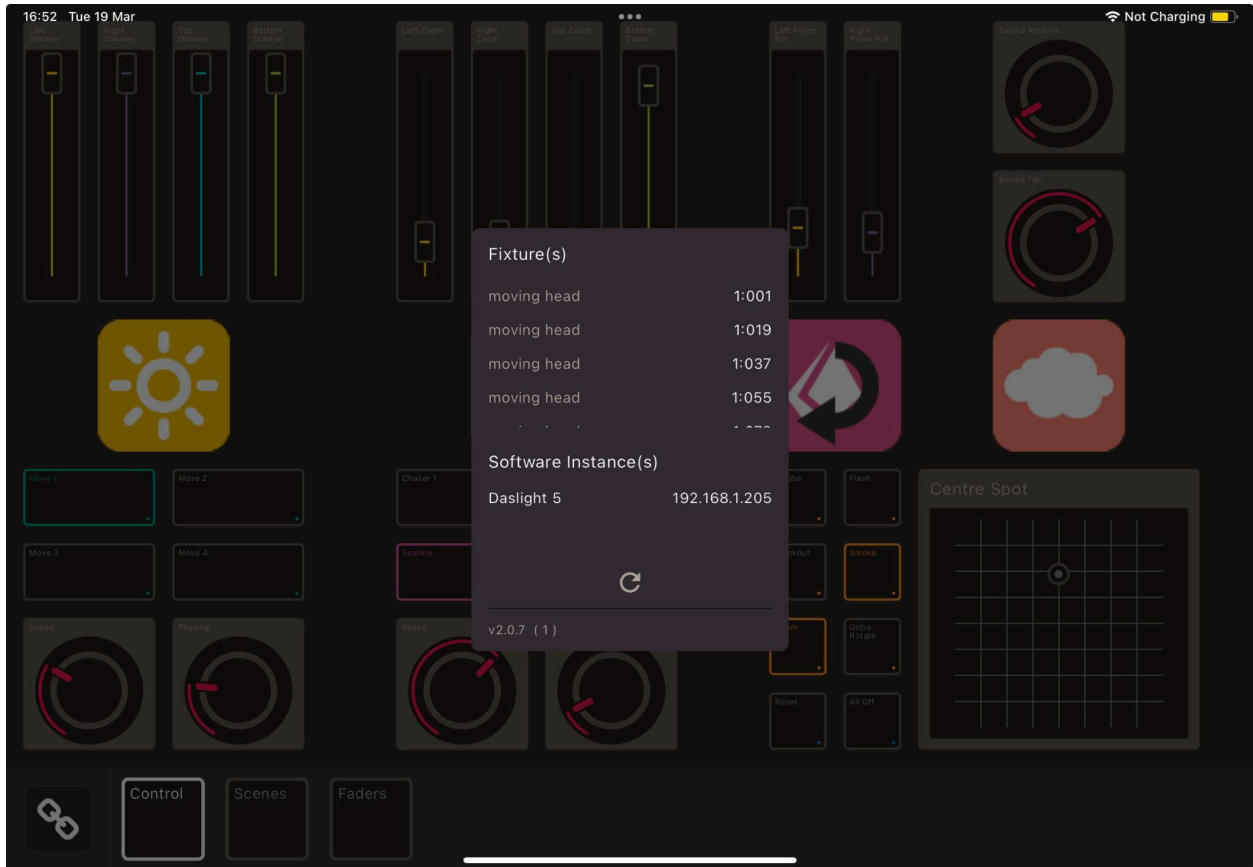 16:52 Tue 19 Mar
Not Charging
Left
Dimmer
Right
Dimmer
Top
Dimmer
Bottom
Dimmer
Left Zoom
Right
Zoom
Top Zoom
Bottom
Zoom
Left Prism
Rot
Right
Prism Rot
Smoke Amount
Smoke Fan
Fixture(s)
moving head 1:001
moving head 1:019
moving head 1:037
moving head 1:055
Software Instance(s)
Daslight 5 192.168.1.205
v2.0.7 ( 1 )
Move 1
Move 2
Chaser 1
Flash
Centre Spot
Move 3
Move 4
Sparkle
Smoke
Speed
Phasing
Speed
Gobo
Rotate
Reset
All Off
Control
Scenes
Faders